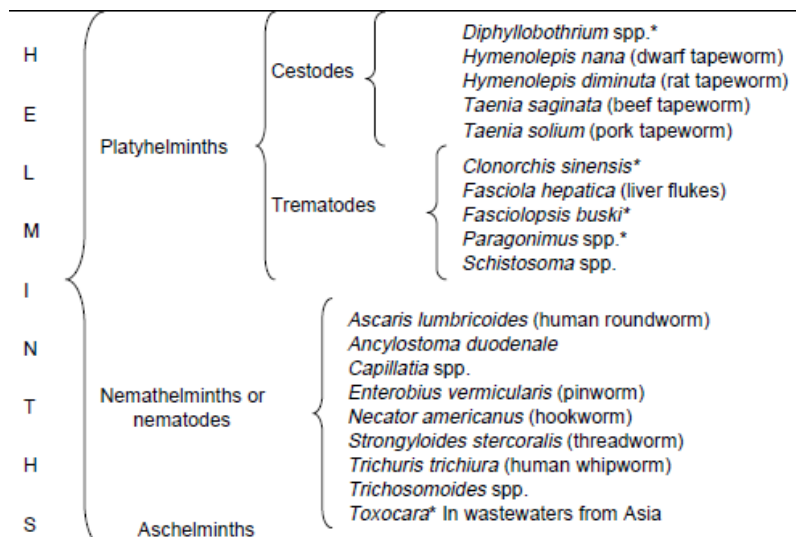 HELMINTHS
Platyhelminths
Cestodes
Diphyllobothrium spp.*
Hymenolepis nana (dwarf tapeworm)
Hymenolepis diminuta (rat tapeworm)
Taenia saginata (beef tapeworm)
Taenia solium (pork tapeworm)
Trematodes
Clonorchis sinensis*
Fasciola hepatica (liver flukes)
Fasciolopsis buski*
Paragonimus spp.*
Schistosoma spp.
Nemathelminths or
nematodes
Ascaris lumbricoides (human roundworm)
Ancylostoma duodenale
Capillatia spp.
Enterobius vermicularis (pinworm)
Necator americanus (hookworm)
Strongyloides stercoralis (threadworm)
Trichuris trichiura (human whipworm)
Trichosomoides spp.
Toxocara* In wastewaters from Asia
Aschelminths